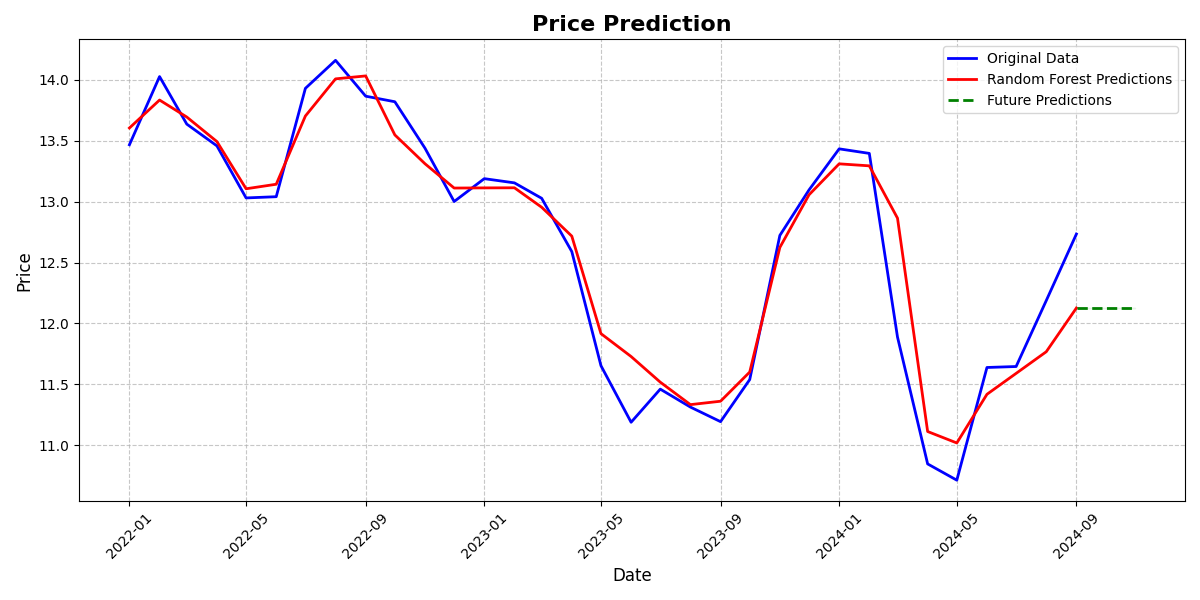 Price Prediction
Original Data
Random Forest Predictions
Future Predictions
Price
14.0
13.5
13.0
12.5
12.0
11.5
11.0
2022-01
2022-05
2022-09
2023-01
2023-05
2023-09
2024-01
2024-05
2024-09
Date